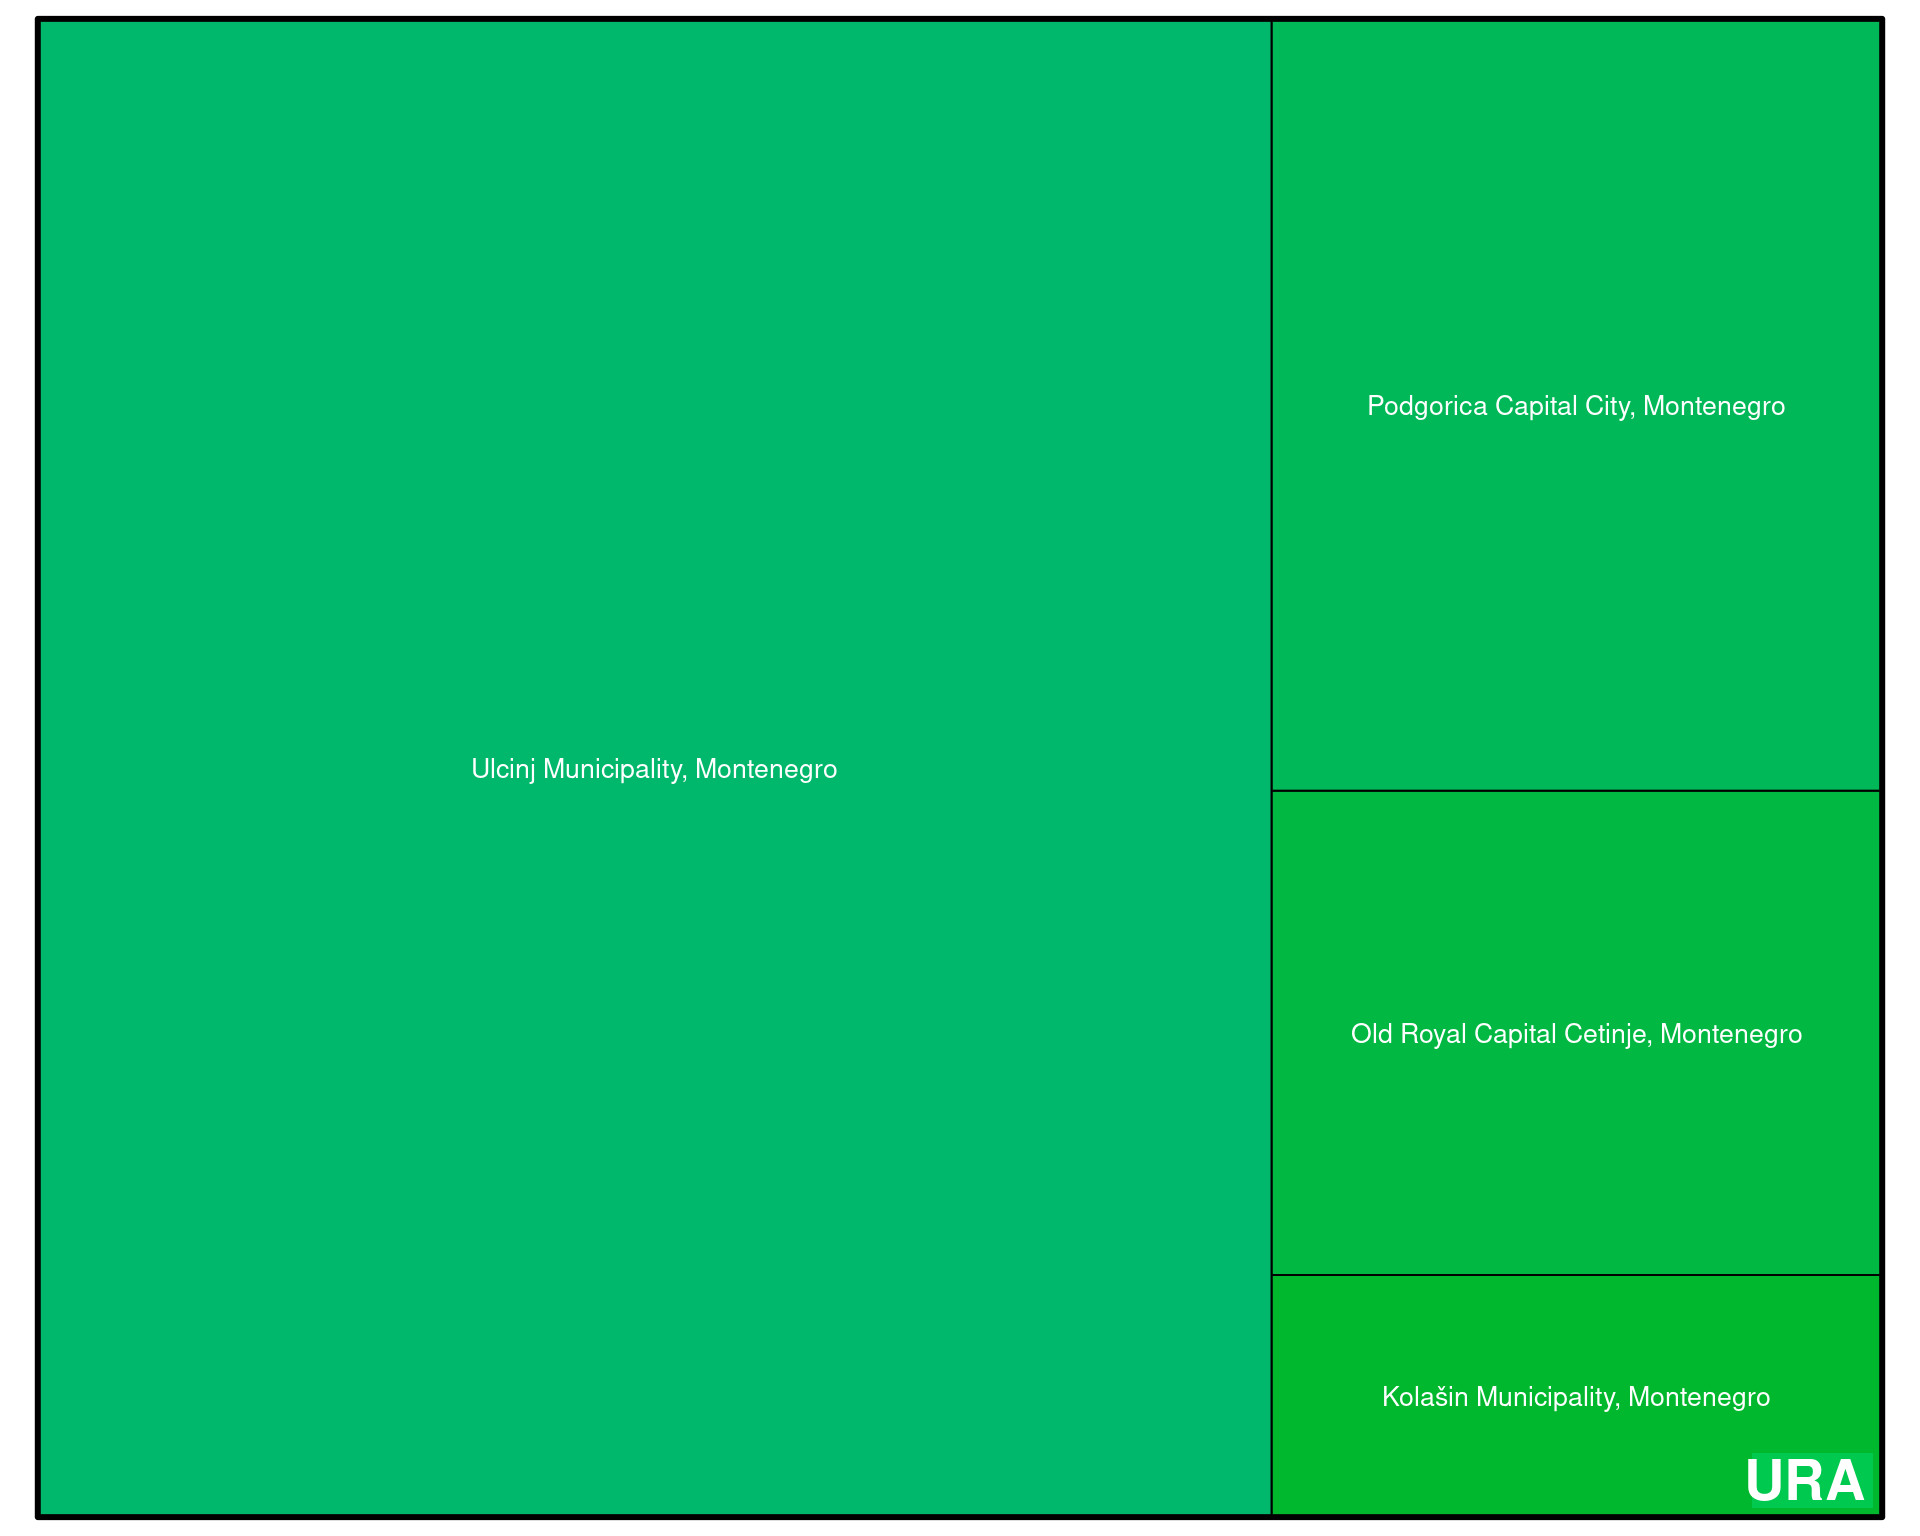 Ulcinj Municipality, Montenegro
Podgorica Capital City, Montenegro
Old Royal Capital Cetinje, Montenegro
Kolašin Municipality, Montenegro
URA